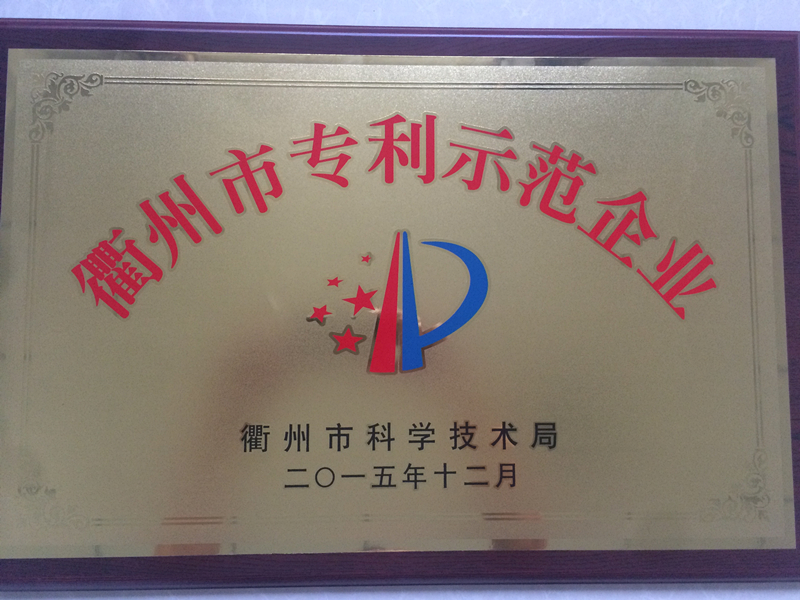 衢州市专利示范企业
衢州市科学技术局
二〇一五年十二月